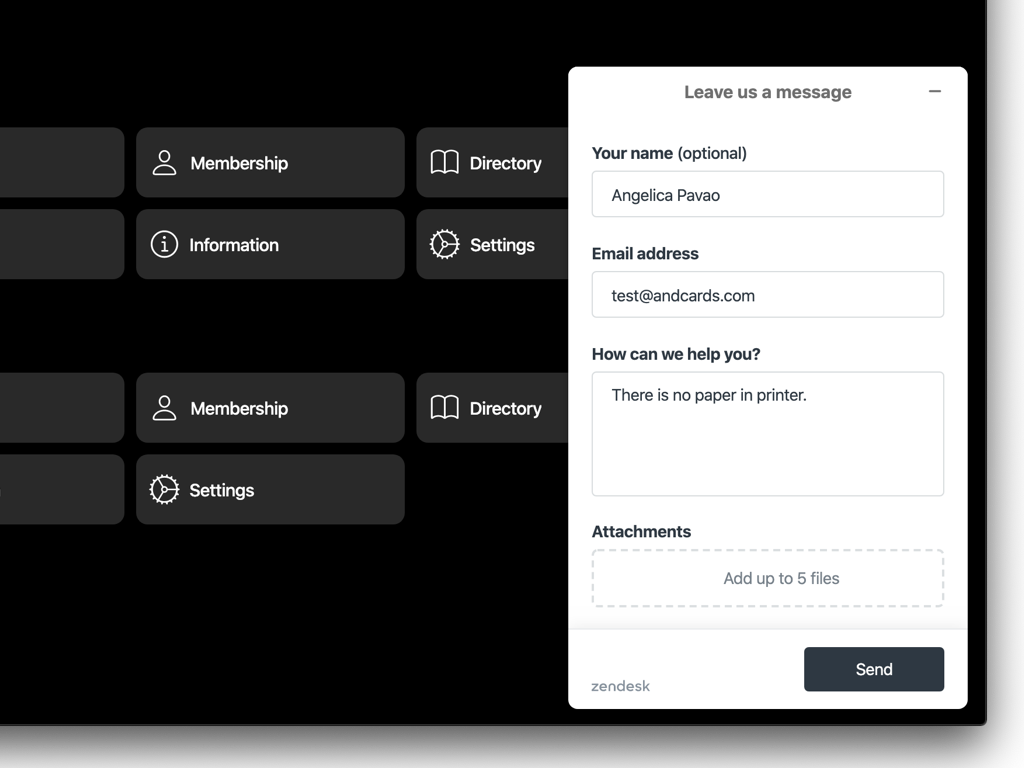 Membership
Directory
Information
Settings
Membership
Directory
Settings
Leave us a message
Your name (optional)
Angelica Pavao
Email address
test@andcards.com
How can we help you?
There is no paper in printer.
Attachments
Add up to 5 files
zendesk
Send